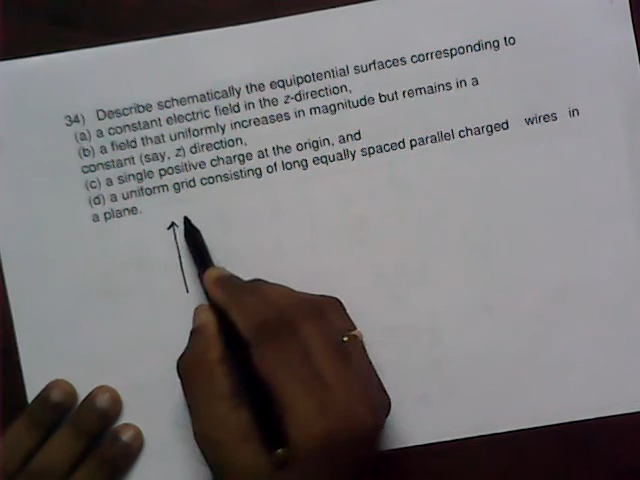 34) Describe schematically the equipotential surfaces corresponding to
(a) a constant electric field in the z-direction,
(b) a field that uniformly increases in magnitude but remains in a
constant (say, z) direction,
(c) a single positive charge at the origin, and
(d) a uniform grid consisting of long equally spaced parallel charged wires in
a plane.